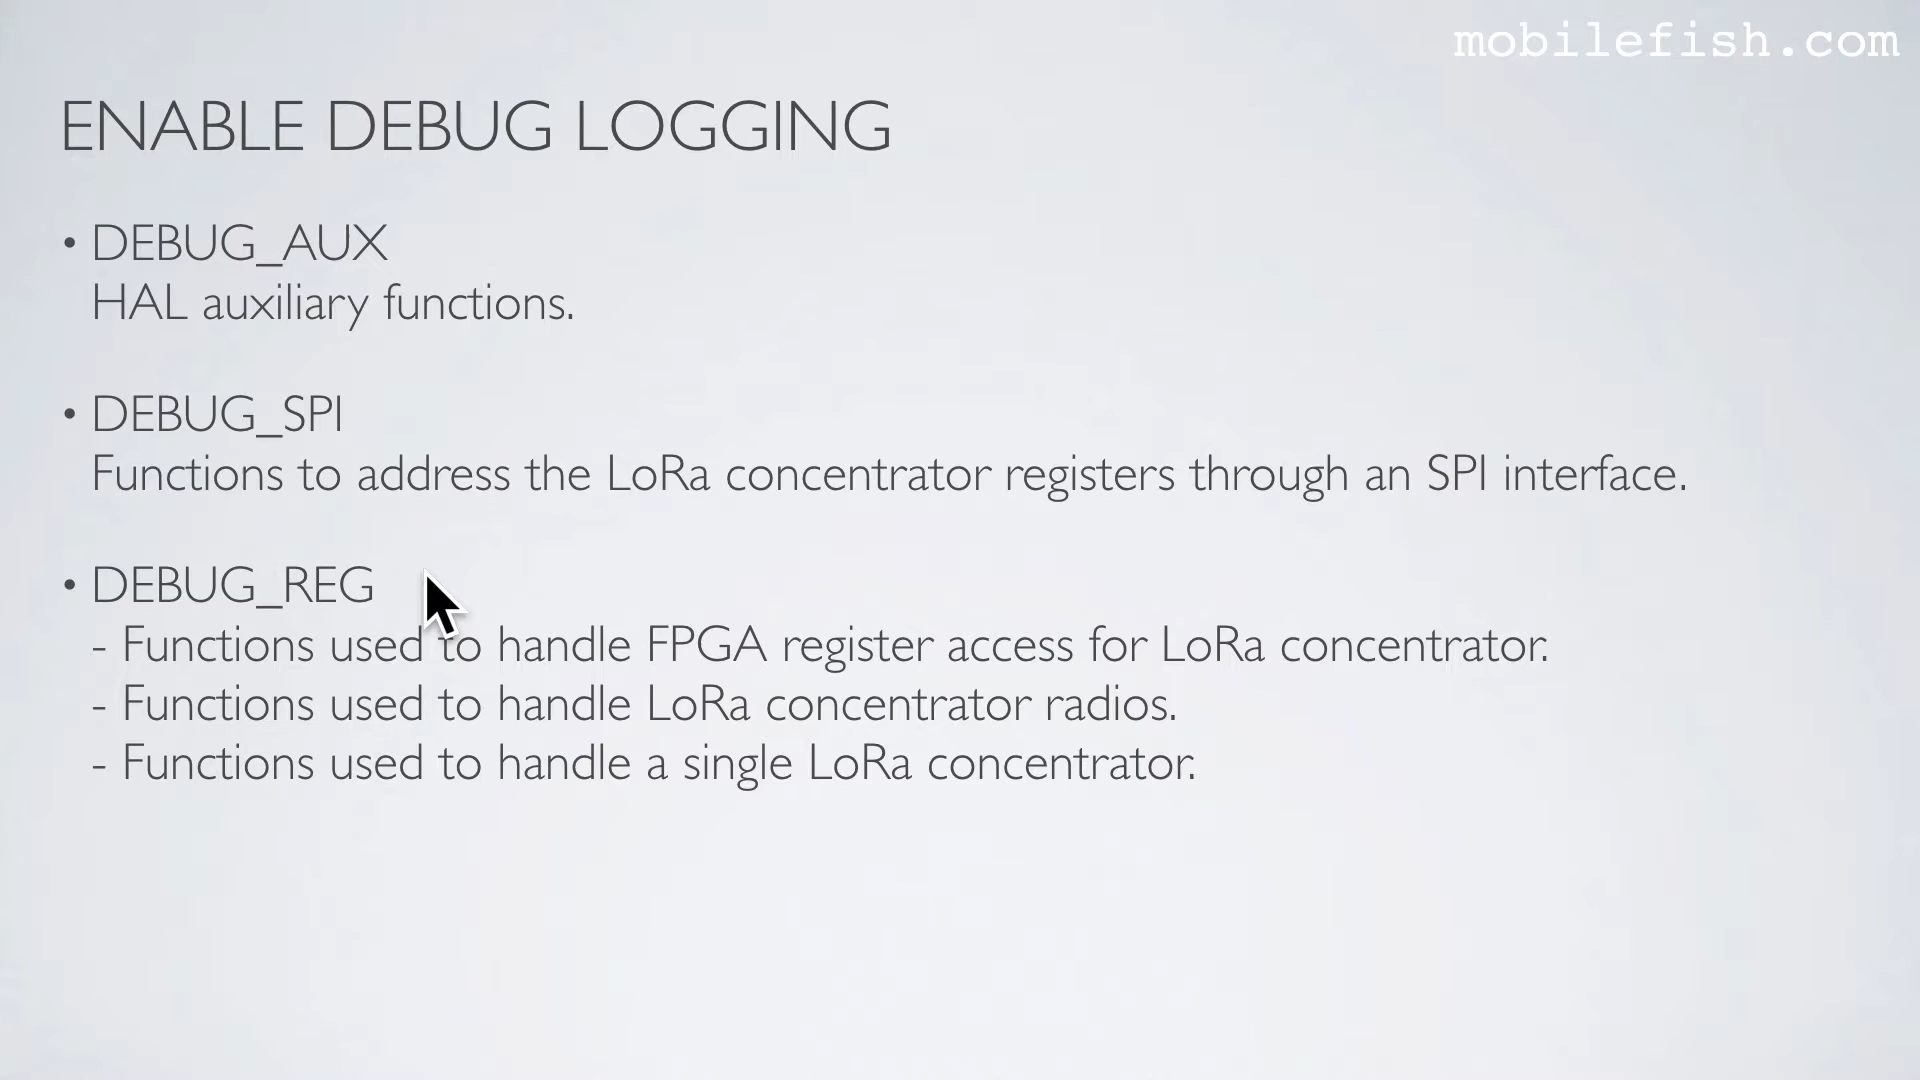 mobilefish.com
ENABLE DEBUG LOGGING
• DEBUG_AUX
HAL auxiliary functions.
• DEBUG_SPI
Functions to address the LoRa concentrator registers through an SPI interface.
• DEBUG_REG
- Functions used to handle FPGA register access for LoRa concentrator.
- Functions used to handle LoRa concentrator radios.
- Functions used to handle a single LoRa concentrator.